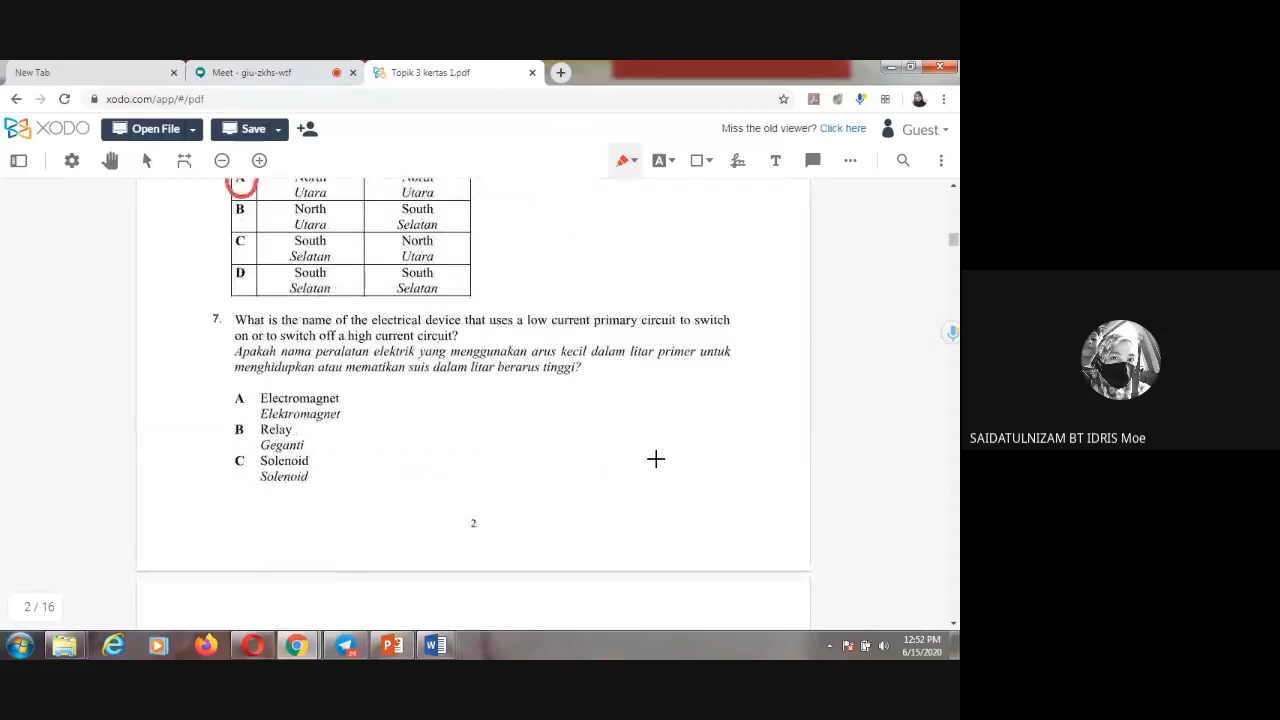 New Tab
Meet - giu-zkhs-wtf
Topik 3 kertas 1.pdf
xodo.com/app/#/pdf
XODO
Open File
Save
Miss the old viewer? Click here
Guest
A North North
Utara Utara
B North South
Utara Selatan
C South North
Selatan Utara
D South South
Selatan Selatan
7. What is the name of the electrical device that uses a low current primary circuit to switch
on or to switch off a high current circuit?
Apakah nama peralatan elektrik yang menggunakan arus kecil dalam litar primer untuk
menghidupkan atau mematikan suis dalam litar berarus tinggi?
A Electromagnet
Elektromagnet
B Relay
Geganti
C Solenoid
Solenoid
2
2 / 16
SAIDATULNIZAM BT IDRIS Moe
12:52 PM
6/15/2020